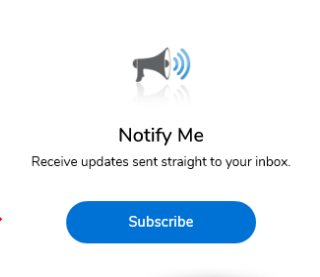 Notify Me
Receive updates sent straight to your inbox.
Subscribe